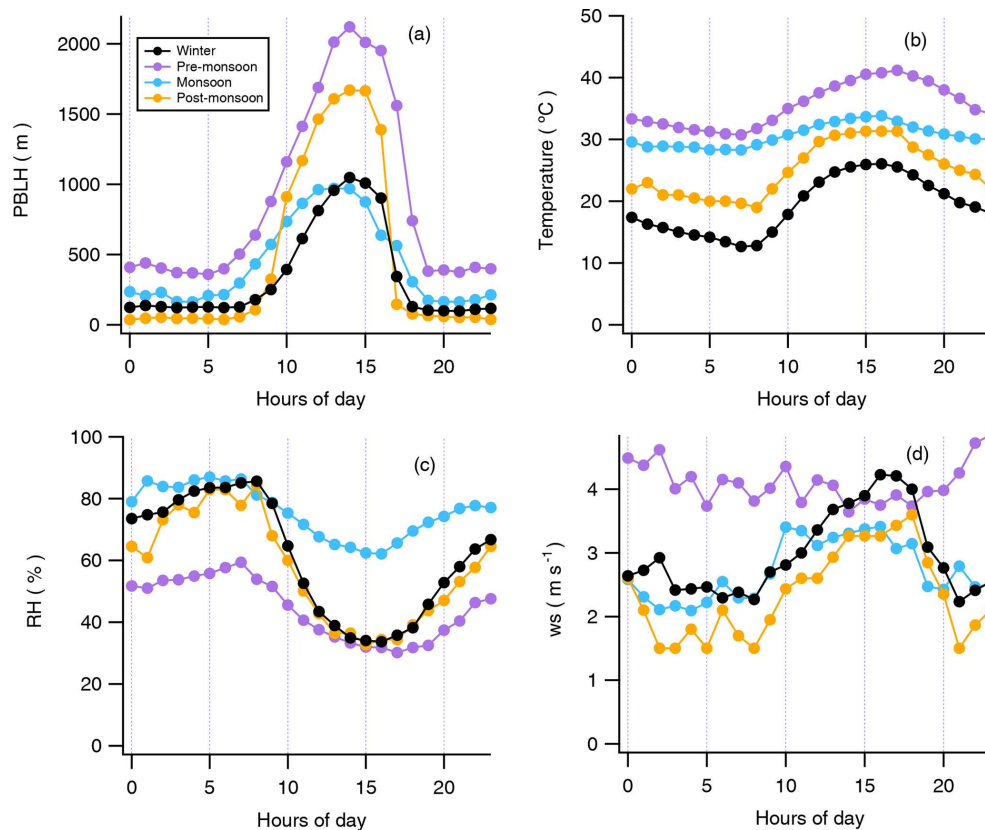 (a)
Winter
Pre-monsoon
Monsoon
Post-monsoon
PBLH ( m )
2000
1500
1000
500
0
0 5 10 15 20
Hours of day
(b)
Temperature ( °C )
50
40
30
20
10
0
0 5 10 15 20
Hours of day
(c)
RH ( % )
100
80
60
40
20
0
0 5 10 15 20
Hours of day
(d)
ws ( m s⁻¹ )
4
3
2
1
0
0 5 10 15 20
Hours of day